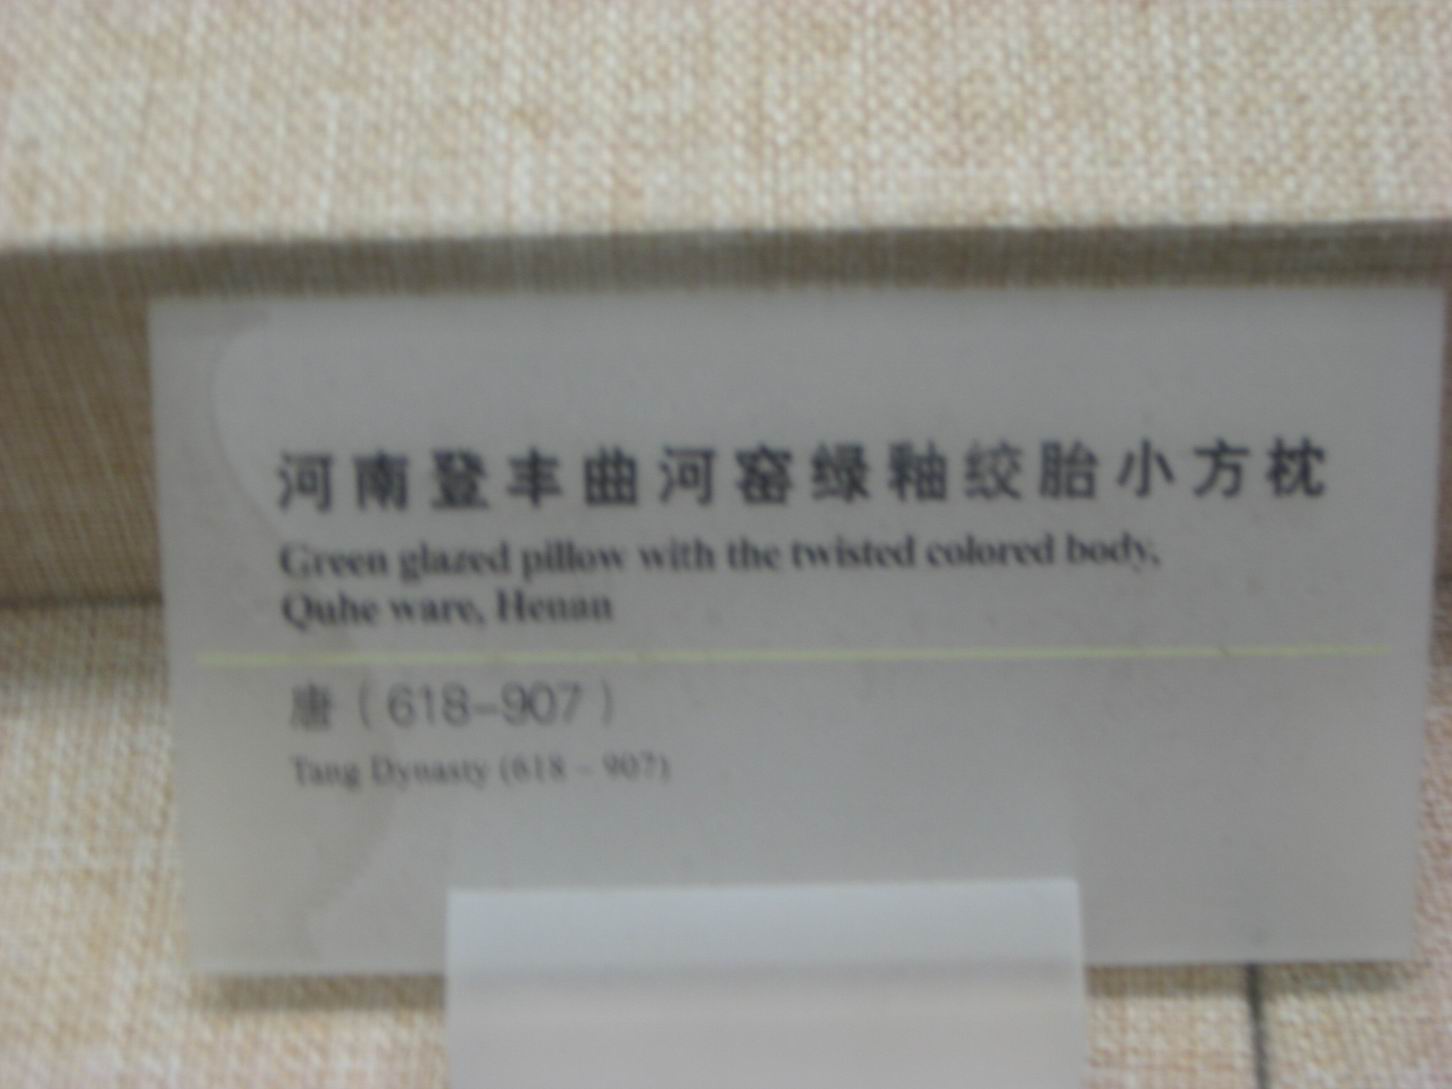 河南登丰曲河窑绿釉绞胎小方枕
Green glazed pillow with the twisted colored body,
Quhe ware, Henan
唐（618–907）
Tang Dynasty (618 – 907)